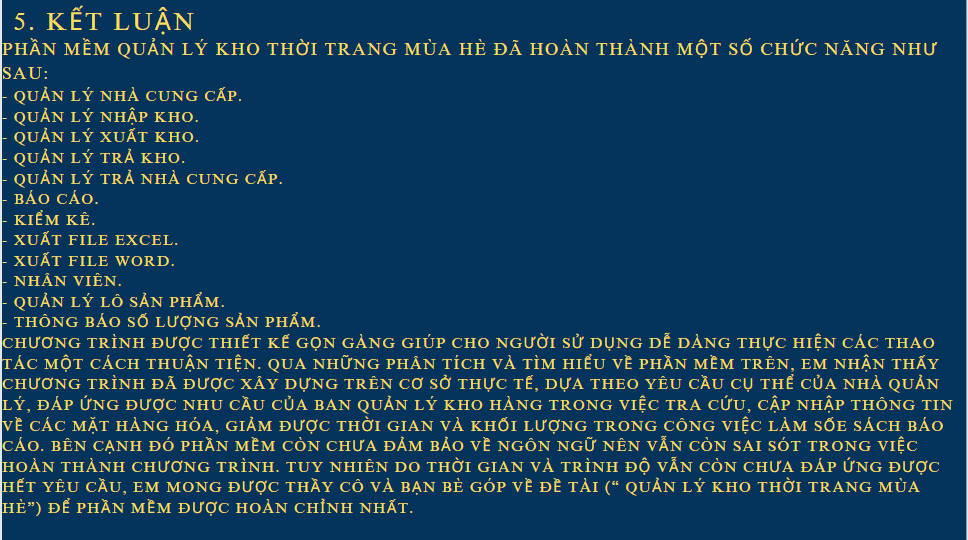 5. KẾT LUẬN
PHẦN MỀM QUẢN LÝ KHO THỜI TRANG MÙA HÈ ĐÃ HOÀN THÀNH MỘT SỐ CHỨC NĂNG NHƯ
SAU:
- QUẢN LÝ NHÀ CUNG CẤP.
- QUẢN LÝ NHẬP KHO.
- QUẢN LÝ XUẤT KHO.
- QUẢN LÝ TRẢ KHO.
- QUẢN LÝ TRẢ NHÀ CUNG CẤP.
- BÁO CÁO.
- KIỂM KÊ.
- XUẤT FILE EXCEL.
- XUẤT FILE WORD.
- NHÂN VIÊN.
- QUẢN LÝ LÔ SẢN PHẨM.
- THÔNG BÁO SỐ LƯỢNG SẢN PHẨM.
CHƯƠNG TRÌNH ĐƯỢC THIẾT KẾ GỌN GÀNG GIÚP CHO NGƯỜI SỬ DỤNG DỄ DÀNG THỰC HIỆN CÁC THAO
TÁC MỘT CÁCH THUẬN TIỆN. QUA NHỮNG PHÂN TÍCH VÀ TÌM HIỂU VỀ PHẦN MỀM TRÊN, EM NHẬN THẤY
CHƯƠNG TRÌNH ĐÃ ĐƯỢC XÂY DỰNG TRÊN CƠ SỞ THỰC TẾ, DỰA THEO YÊU CẦU CỤ THỂ CỦA NHÀ QUẢN
LÝ, ĐÁP ỨNG ĐƯỢC NHU CẦU CỦA BAN QUẢN LÝ KHO HÀNG TRONG VIỆC TRA CỨU, CẬP NHẬP THÔNG TIN
VỀ CÁC MẶT HÀNG HÓA, GIẢM ĐƯỢC THỜI GIAN VÀ KHỐI LƯỢNG TRONG CÔNG VIỆC LÀM SỐE SÁCH BÁO
CÁO. BÊN CẠNH ĐÓ PHẦN MỀM CÒN CHƯA ĐẢM BẢO VỀ NGÔN NGỮ NÊN VẪN CÒN SAI SÓT TRONG VIỆC
HOÀN THÀNH CHƯƠNG TRÌNH. TUY NHIÊN DO THỜI GIAN VÀ TRÌNH ĐỘ VẪN CÒN CHƯA ĐÁP ỨNG ĐƯỢC
HẾT YÊU CẦU, EM MONG ĐƯỢC THẦY CÔ VÀ BẠN BÈ GÓP VỀ ĐỀ TÀI (“ QUẢN LÝ KHO THỜI TRANG MÙA
HÈ”) ĐỂ PHẦN MỀM ĐƯỢC HOÀN CHỈNH NHẤT.